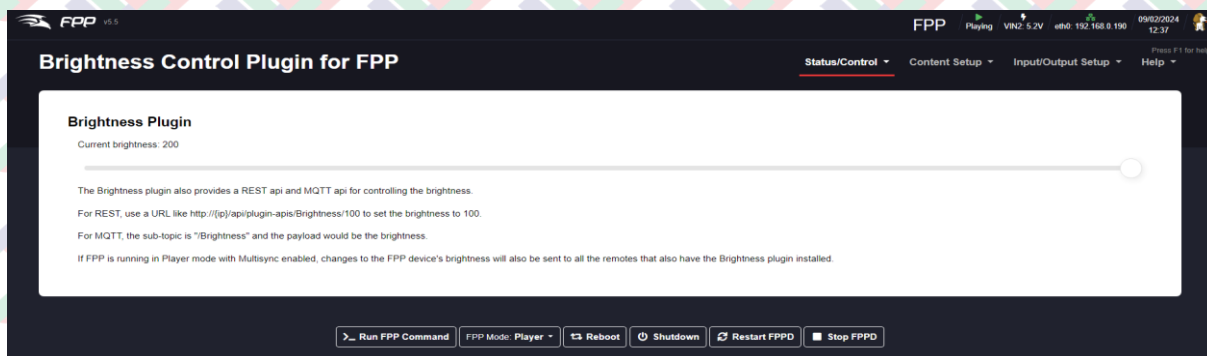 FPP v5.5
FPP Playing VIN2: 5.2V eth0: 192.168.0.190 09/02/2024 12:37
Press F1 for help
Brightness Control Plugin for FPP
Status/Control Content Setup Input/Output Setup Help
Brightness Plugin
Current brightness: 200
The Brightness plugin also provides a REST api and MQTT api for controlling the brightness.
For REST, use a URL like http://{ip}/api/plugin-apis/Brightness/100 to set the brightness to 100.
For MQTT, the sub-topic is "/Brightness" and the payload would be the brightness.
If FPP is running in Player mode with Multisync enabled, changes to the FPP device's brightness will also be sent to all the remotes that also have the Brightness plugin installed.
>_ Run FPP Command FPP Mode: Player Reboot Shutdown Restart FPPD Stop FPPD